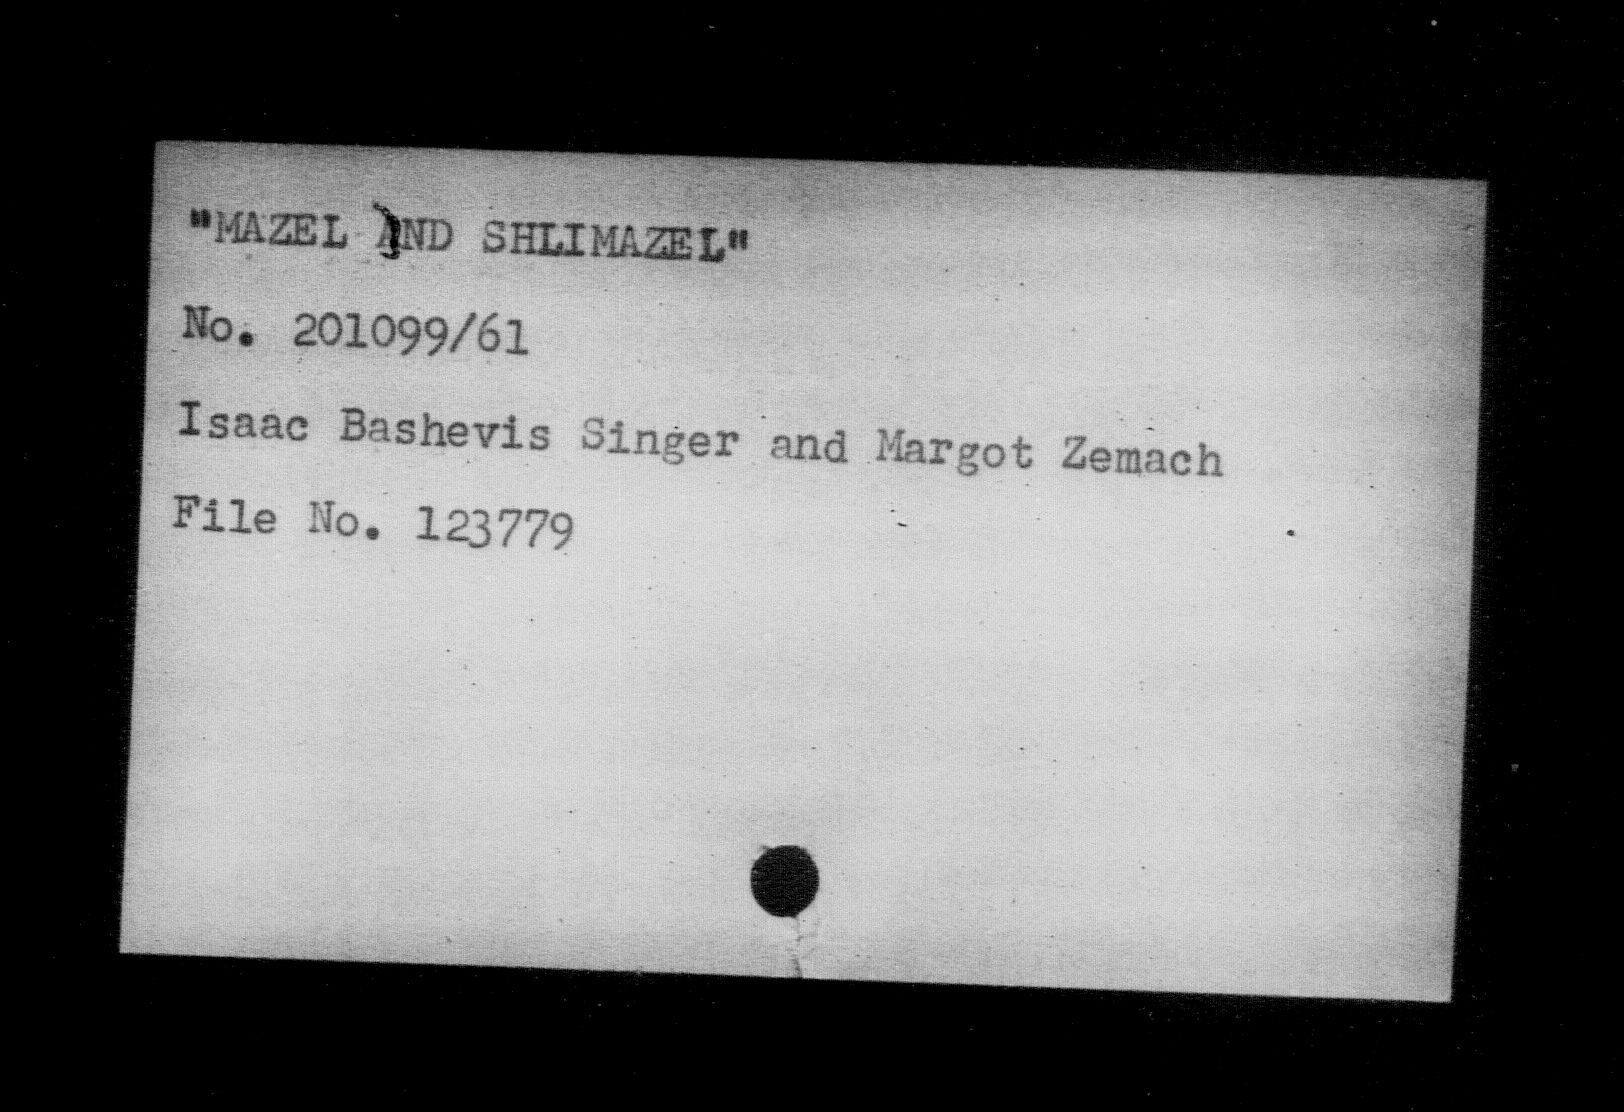 "MAZEL AND SHLIMAZEL"
No. 201099/61
Isaac Bashevis Singer and Margot Zemach
File No. 123779